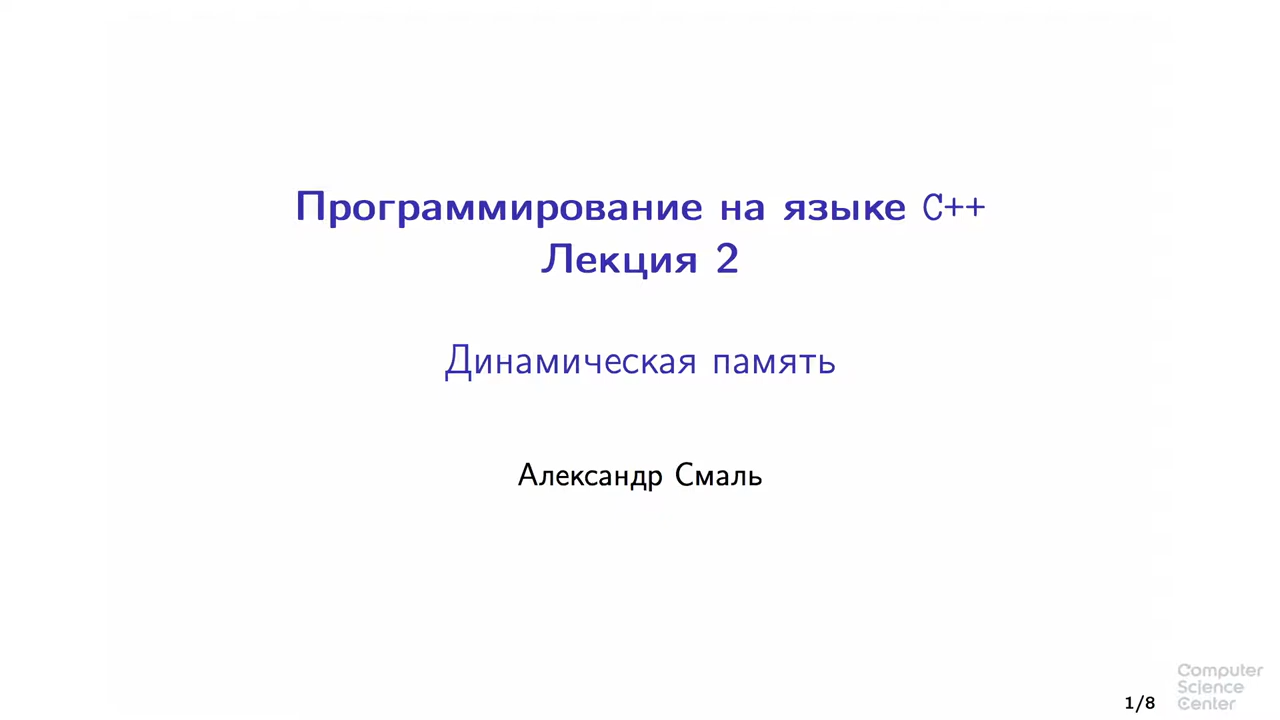 Программирование на языке C++
Лекция 2
Динамическая память
Александр Смаль
1/8
Computer
Science
Center